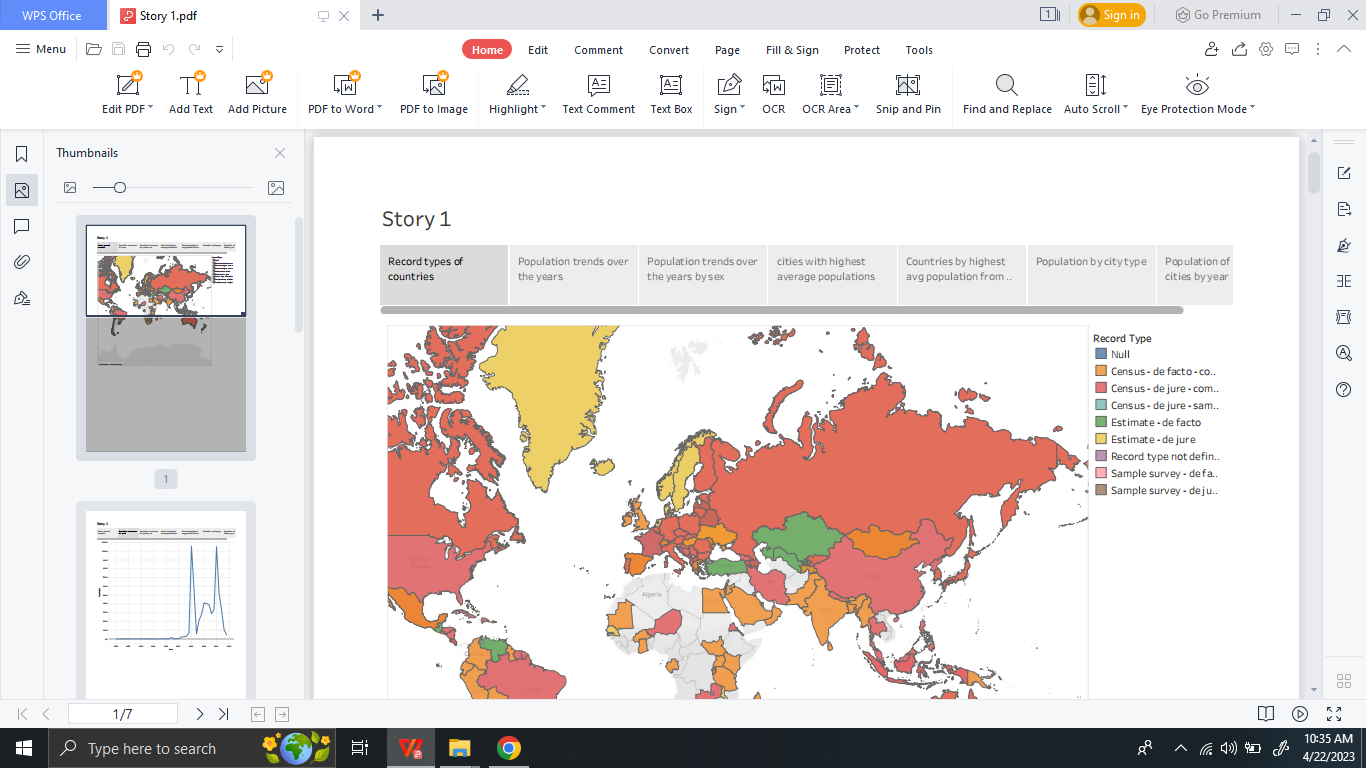 WPS Office
Story 1.pdf
1
Sign in
Go Premium
Menu
Home
Edit
Comment
Convert
Page
Fill & Sign
Protect
Tools
Edit PDF
Add Text
Add Picture
PDF to Word
PDF to Image
Highlight
Text Comment
Text Box
Sign
OCR
OCR Area
Snip and Pin
Find and Replace
Auto Scroll
Eye Protection Mode
Thumbnails
1
Story 1
Record types of
countries
Population trends over
the years
Population trends over
the years by sex
cities with highest
average populations
Countries by highest
avg population from ..
Population by city type
Population of
cities by year
Algeria
Record Type
Null
Census - de facto - co..
Census - de jure - com..
Census - de jure - sam..
Estimate - de facto
Estimate - de jure
Record type not defin..
Sample survey - de fa..
Sample survey - de ju..
1/7
Type here to search
10:35 AM
4/22/2023